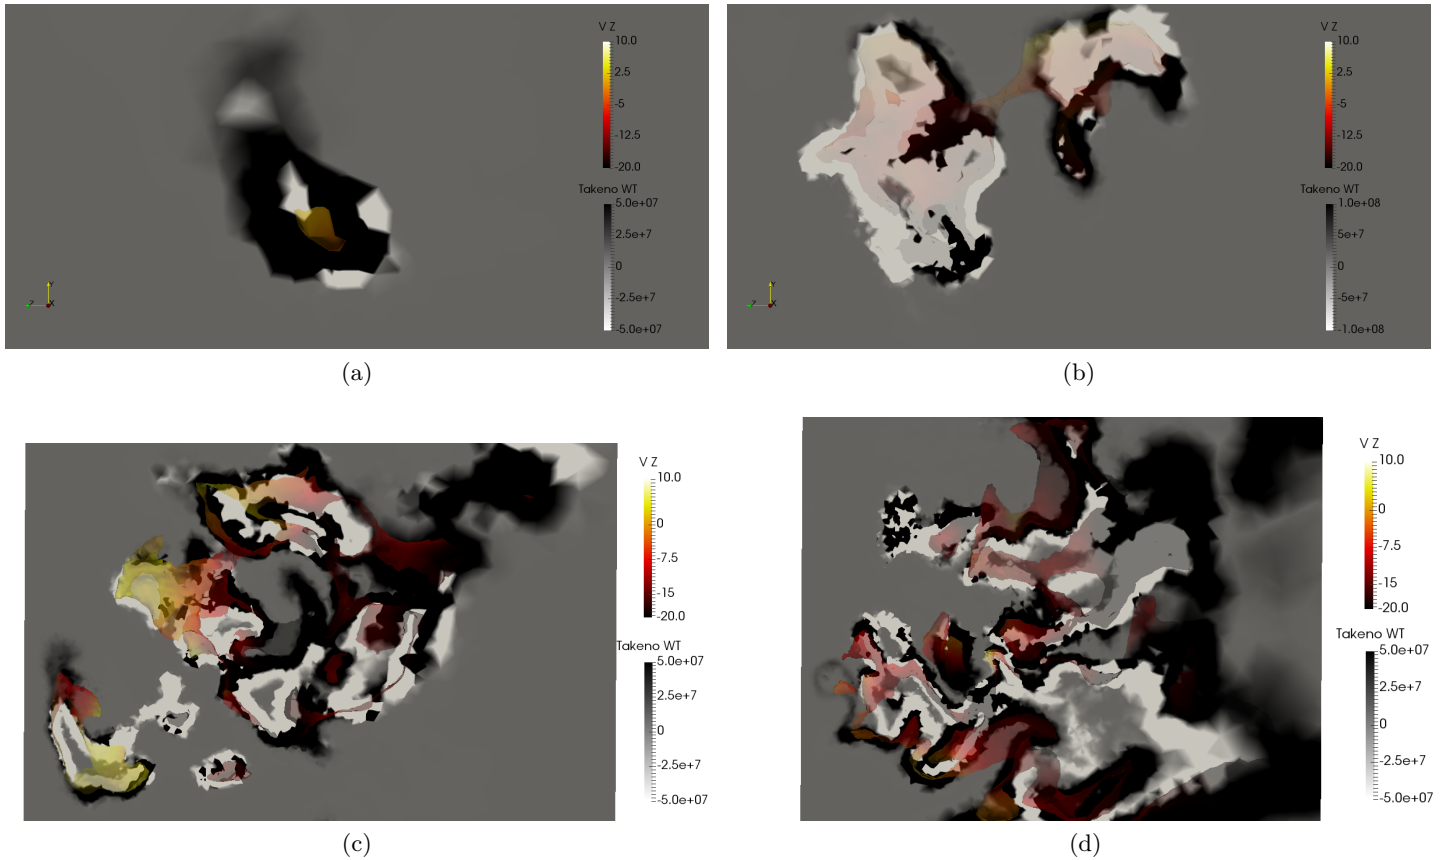 V Z
10.0
2.5
-5
-12.5
-20.0
Takeno WT
5.0e+07
2.5e+7
0
-2.5e+7
-5.0e+07
Y
Z
X
(a)
V Z
10.0
2.5
-5
-12.5
-20.0
Takeno WT
1.0e+08
5e+7
0
-5e+7
-1.0e+08
Y
Z
X
(b)
V Z
10.0
5
0
-7.5
-15
-20.0
Takeno WT
5.0e+07
2.5e+7
0
-2.5e+7
-5.0e+07
(c)
V Z
10.0
5
0
-7.5
-15
-20.0
Takeno WT
5.0e+07
2.5e+7
0
-2.5e+7
-5.0e+07
(d)